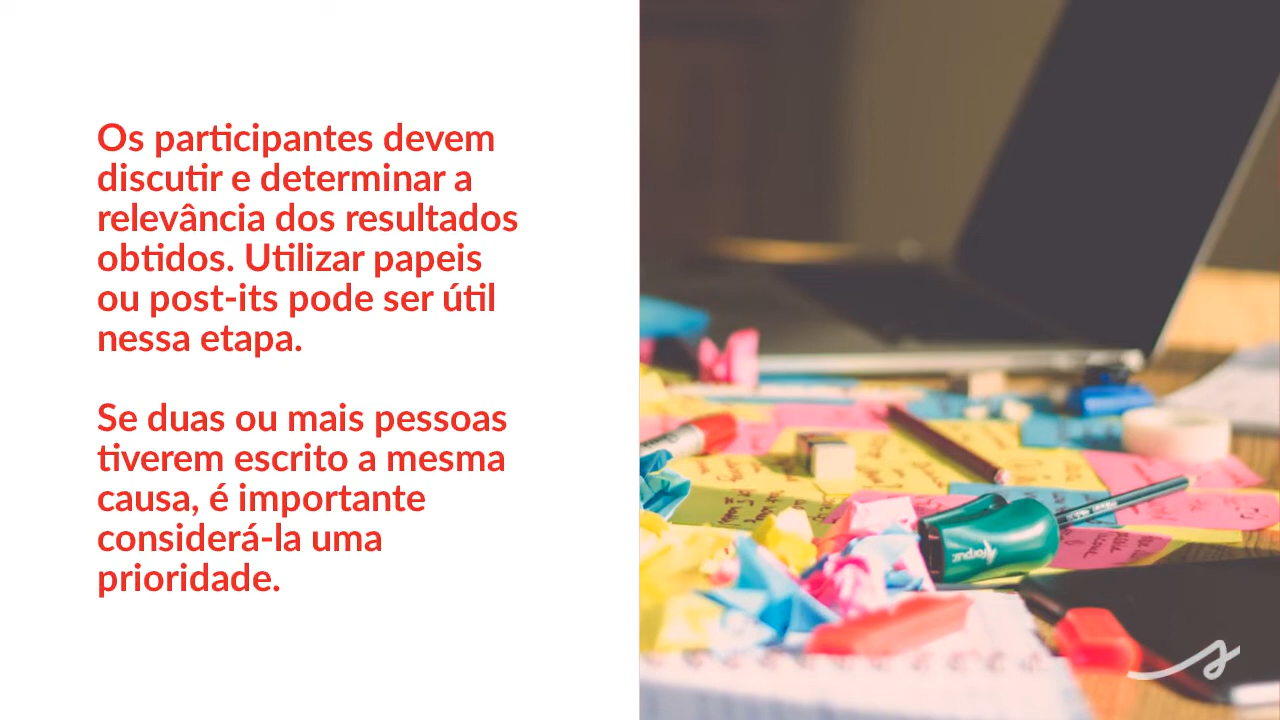 Os participantes devem
discutir e determinar a
relevância dos resultados
obtidos. Utilizar papeis
ou post-its pode ser útil
nessa etapa.
Se duas ou mais pessoas
tiverem escrito a mesma
causa, é importante
considerá-la uma
prioridade.